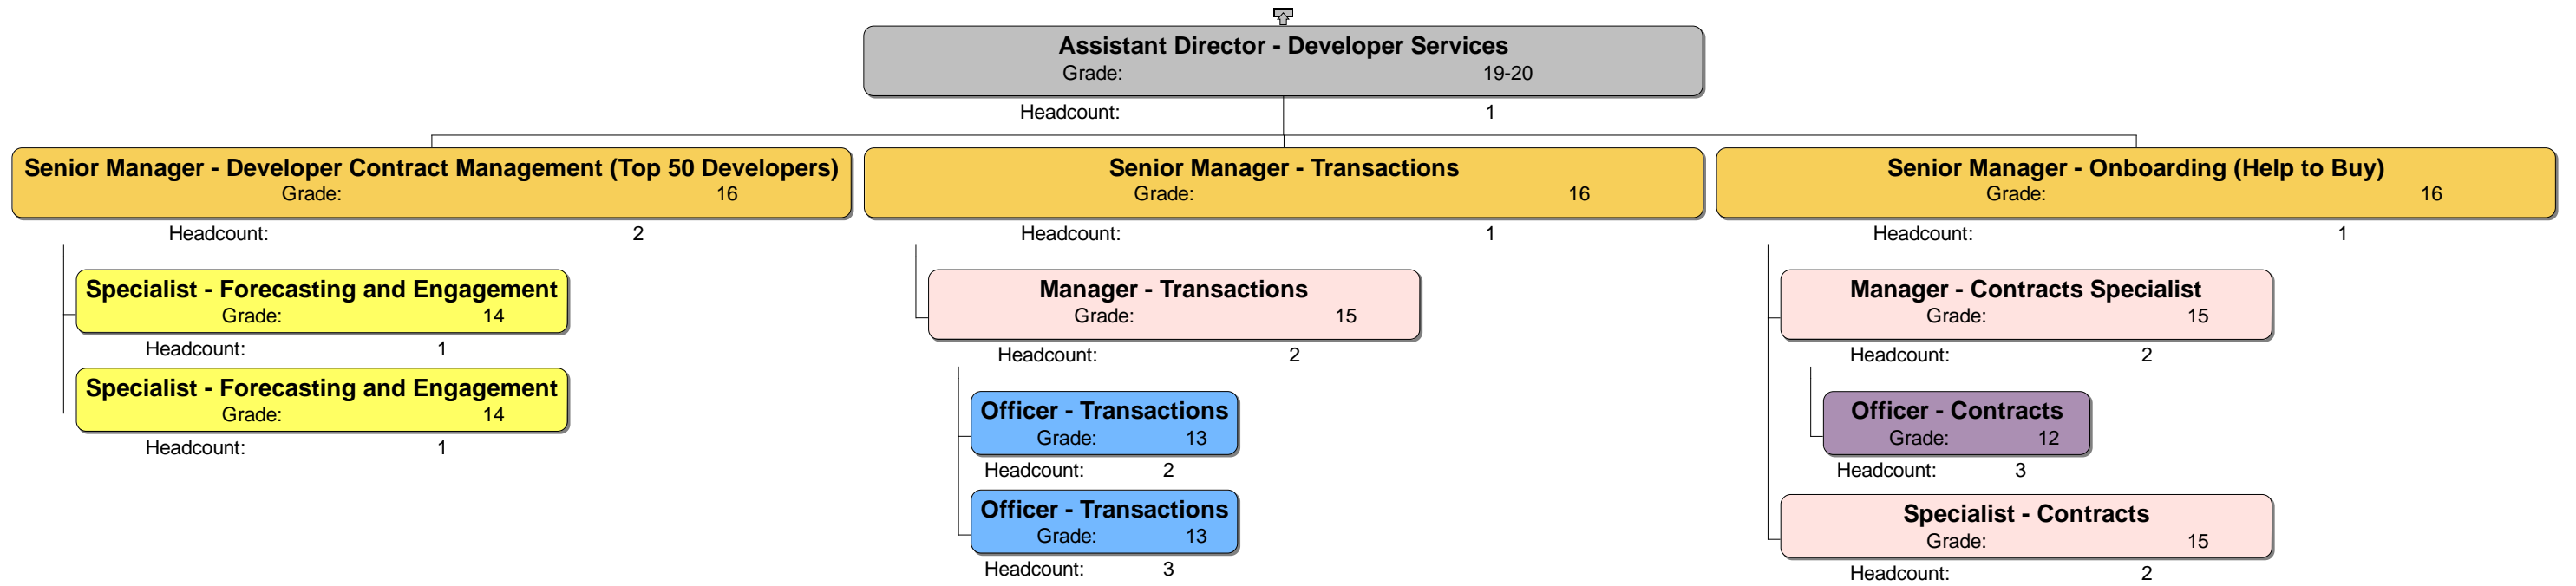 Assistant Director - Developer Services
Grade: 19-20
Headcount: 1
Senior Manager - Developer Contract Management (Top 50 Developers)
Grade: 16
Headcount: 2
Specialist - Forecasting and Engagement
Grade: 14
Headcount: 1
Specialist - Forecasting and Engagement
Grade: 14
Headcount: 1
Senior Manager - Transactions
Grade: 16
Headcount: 1
Manager - Transactions
Grade: 15
Headcount: 2
Officer - Transactions
Grade: 13
Headcount: 2
Officer - Transactions
Grade: 13
Headcount: 3
Senior Manager - Onboarding (Help to Buy)
Grade: 16
Headcount: 1
Manager - Contracts Specialist
Grade: 15
Headcount: 2
Officer - Contracts
Grade: 12
Headcount: 3
Specialist - Contracts
Grade: 15
Headcount: 2